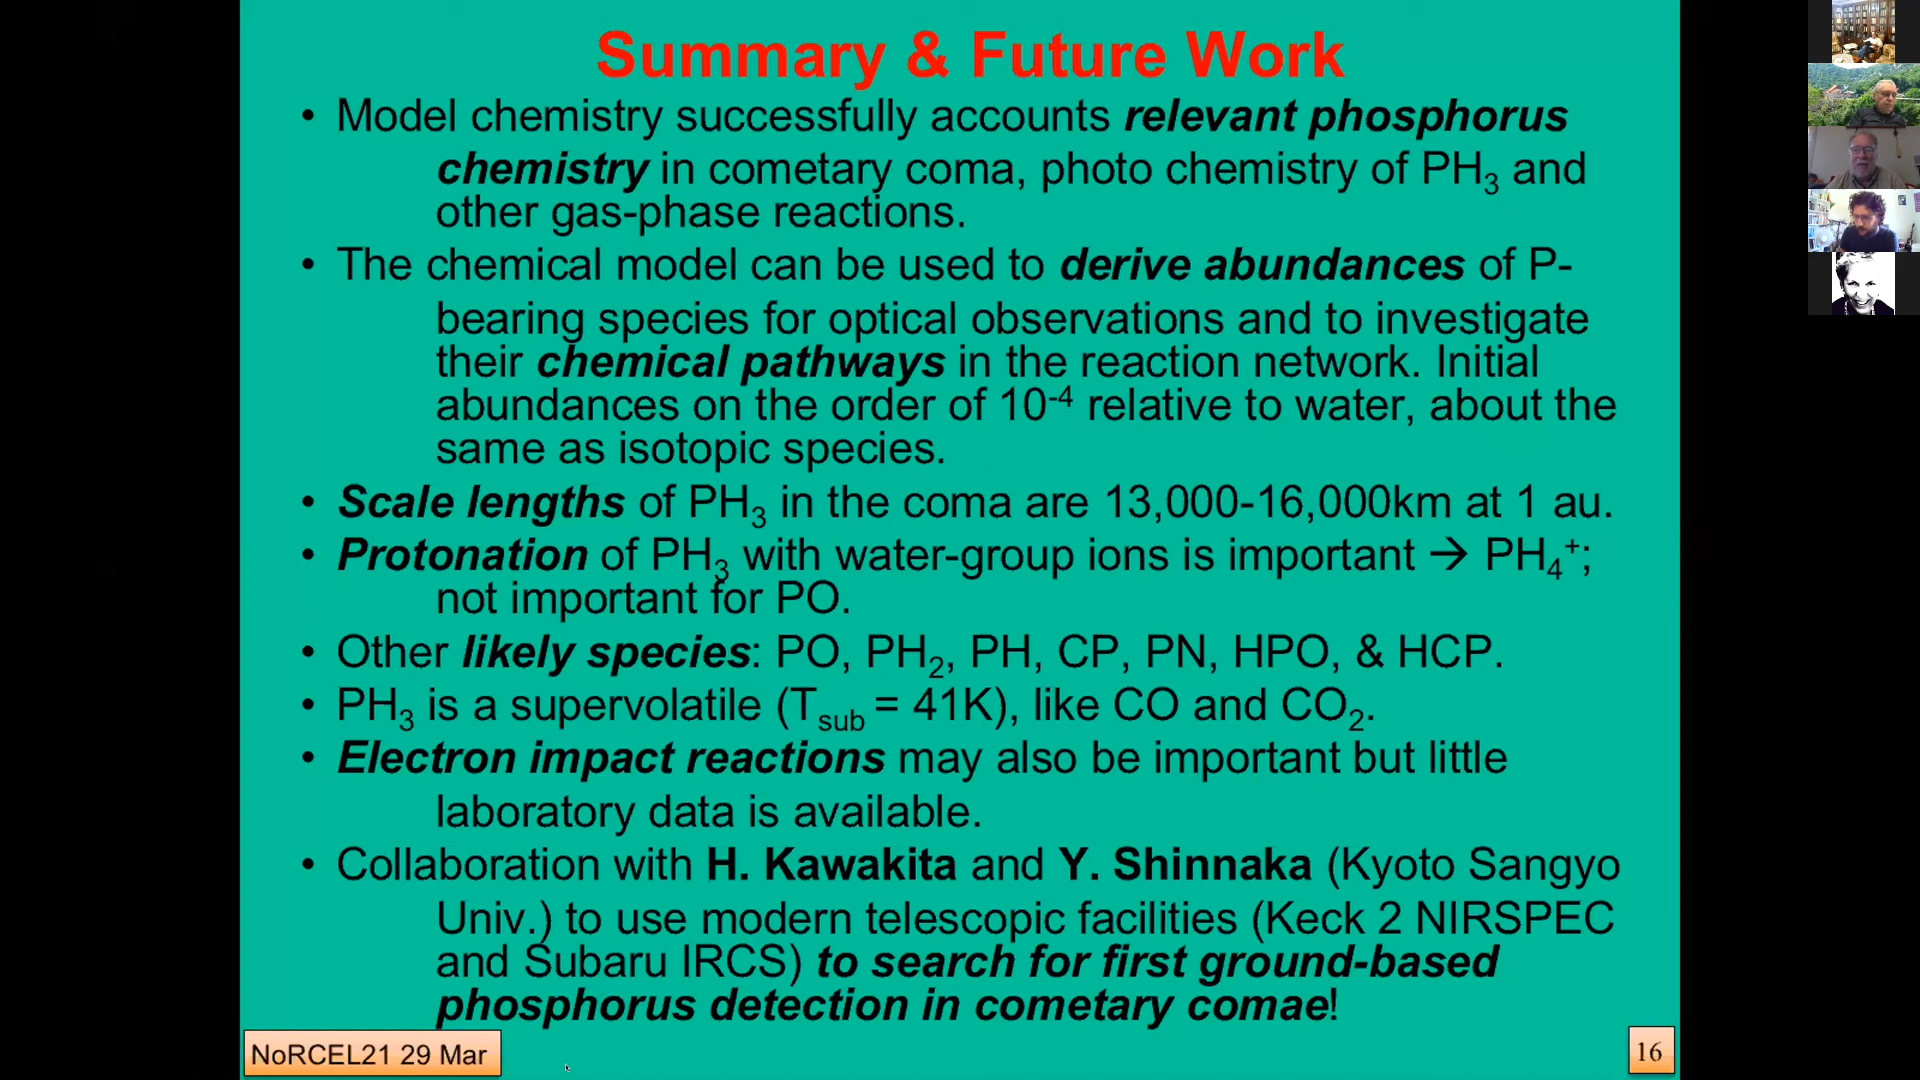 Summary & Future Work
• Model chemistry successfully accounts relevant phosphorus
chemistry in cometary coma, photo chemistry of PH₃ and
other gas-phase reactions.
• The chemical model can be used to derive abundances of P-
bearing species for optical observations and to investigate
their chemical pathways in the reaction network. Initial
abundances on the order of 10⁻⁴ relative to water, about the
same as isotopic species.
• Scale lengths of PH₃ in the coma are 13,000-16,000km at 1 au.
• Protonation of PH₃ with water-group ions is important → PH₄⁺;
not important for PO.
• Other likely species: PO, PH₂, PH, CP, PN, HPO, & HCP.
• PH₃ is a supervolatile (Tsub = 41K), like CO and CO₂.
• Electron impact reactions may also be important but little
laboratory data is available.
• Collaboration with H. Kawakita and Y. Shinnaka (Kyoto Sangyo
Univ.) to use modern telescopic facilities (Keck 2 NIRSPEC
and Subaru IRCS) to search for first ground-based
phosphorus detection in cometary comae!
NoRCEL21 29 Mar
16